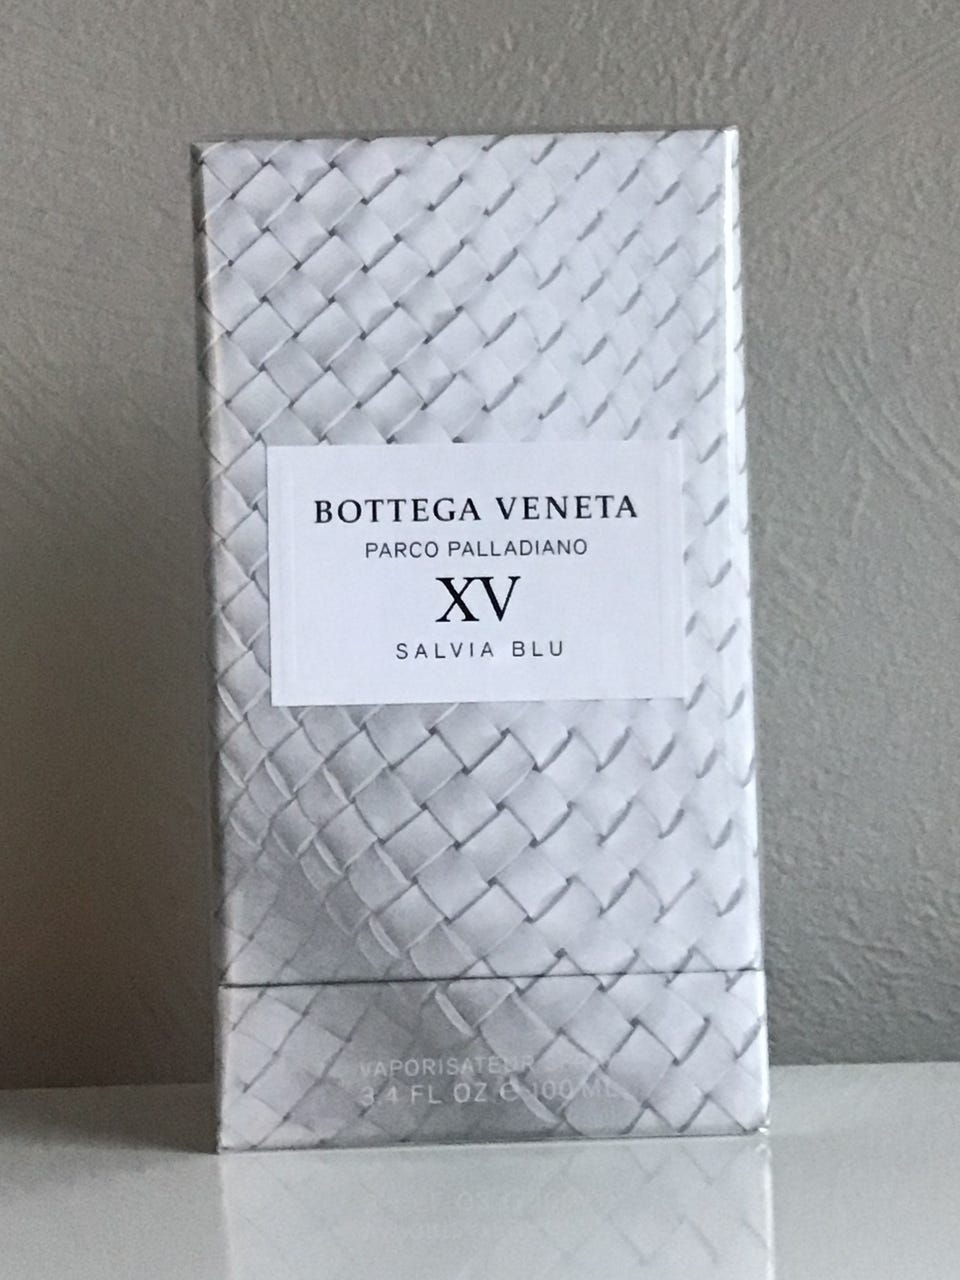 BOTTEGA VENETA
PARCO PALLADIANO
XV
SALVIA BLU
VAPORISATEUR
3.4 FL OZ ℮ 100 ML